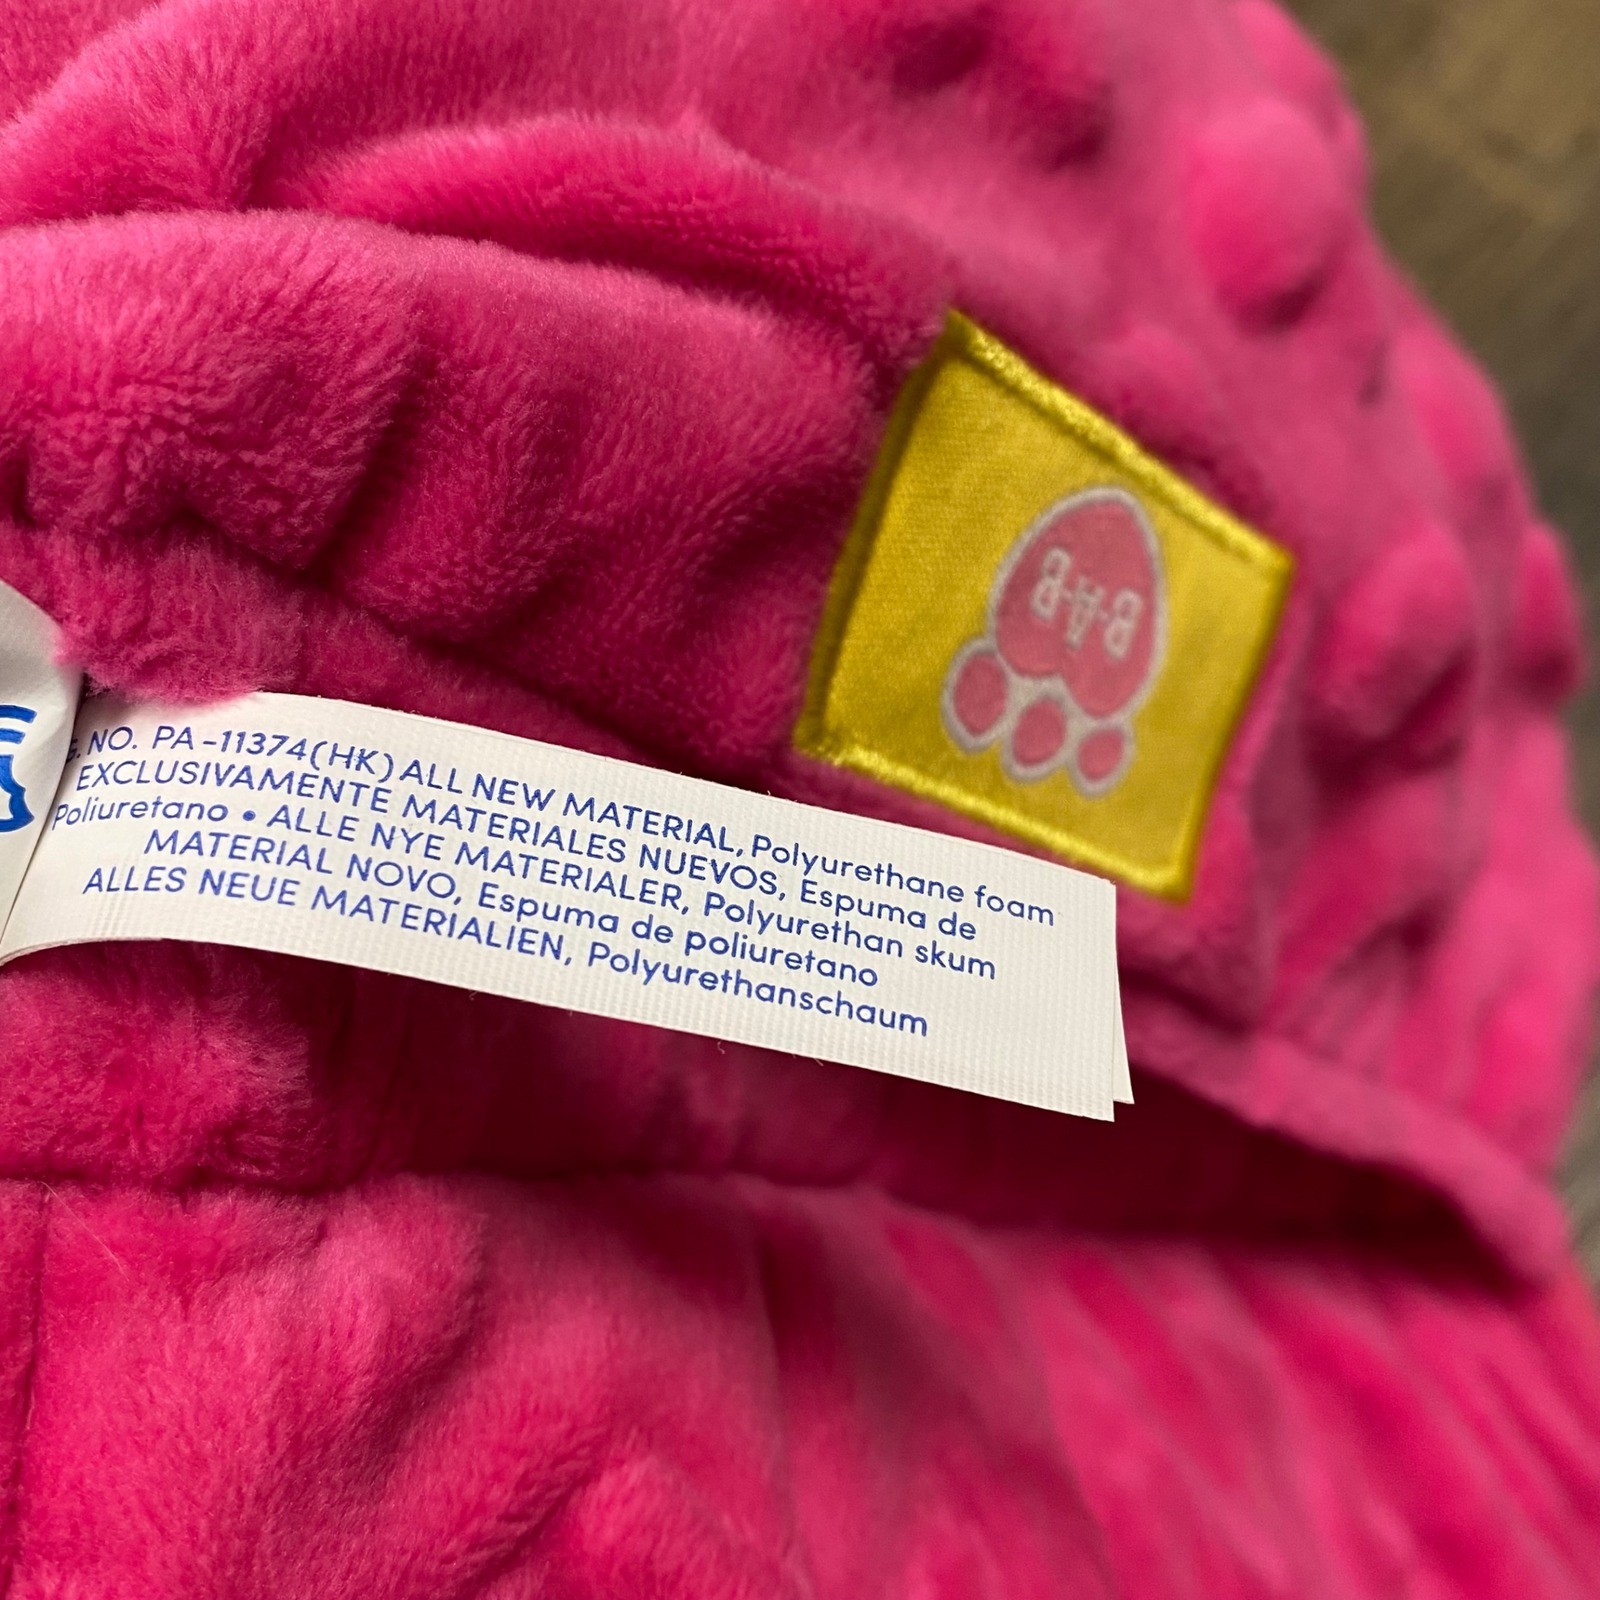 NO. PA-11374(HK) ALL NEW MATERIAL, Polyurethane foam
EXCLUSIVAMENTE MATERIALES NUEVOS, Espuma de
Poliuretano • ALLE NYE MATERIALER, Polyurethan skum
MATERIAL NOVO, Espuma de poliuretano
ALLES NEUE MATERIALIEN, Polyurethanschaum
B·A·B